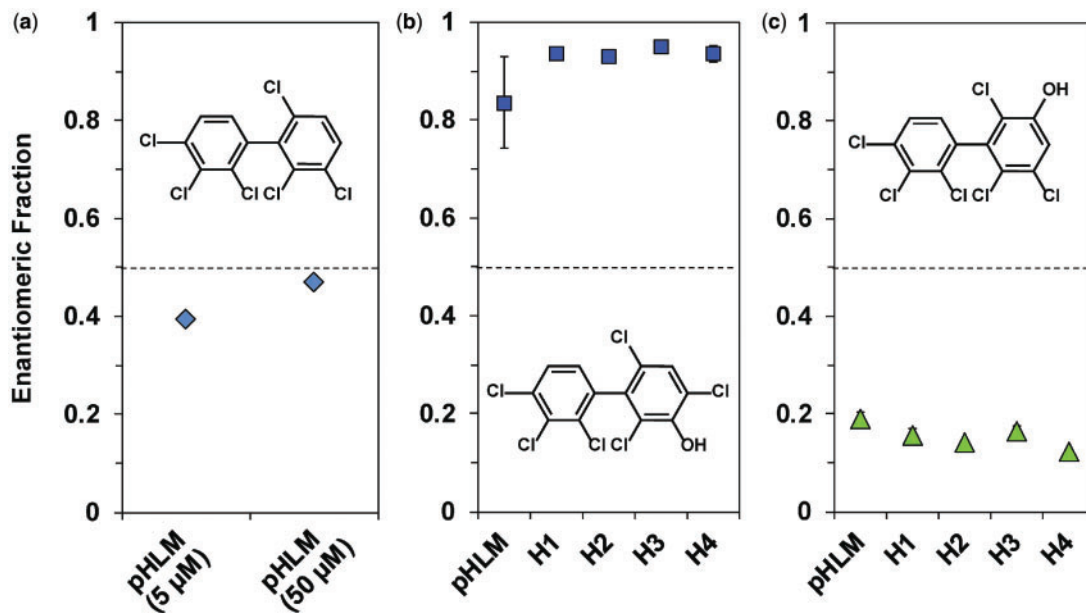 (a)
(b)
(c)
Enantiomeric Fraction
1
0.8
0.6
0.4
0.2
0
Cl
Cl
Cl
Cl
Cl
Cl
pHLM
(5 µM)
pHLM
(50 µM)
1
0.8
0.6
0.4
0.2
0
Cl
Cl
Cl
Cl
Cl
Cl
OH
pHLM
H1
H2
H3
H4
1
0.8
0.6
0.4
0.2
0
OH
Cl
Cl
Cl
Cl
Cl
Cl
pHLM
H1
H2
H3
H4